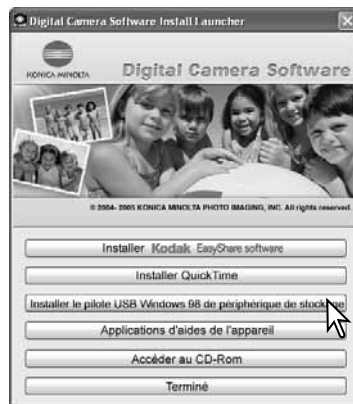 Digital Camera Software Install Launcher
KONICA MINOLTA
Digital Camera Software
© 2004- 2005 KONICA MINOLTA PHOTO IMAGING, INC. All rights reserved.
Installer Kodak EasyShare software
Installer QuickTime
Installer le pilote USB Windows 98 de périphérique de stockage
Applications d'aides de l'appareil
Accéder au CD-Rom
Terminé